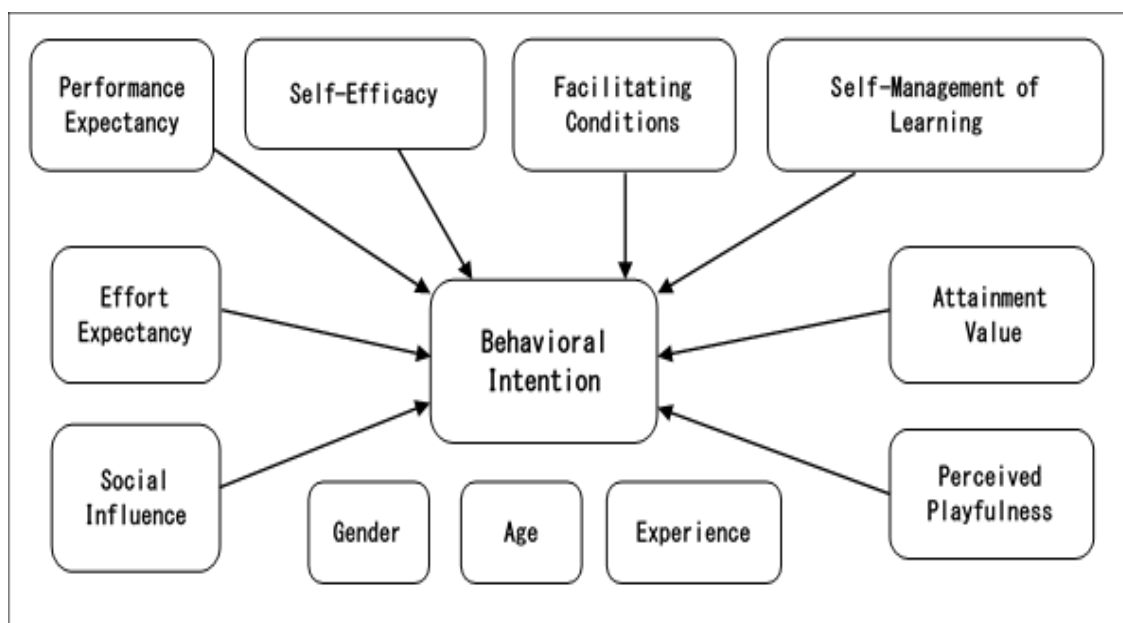 Performance
Expectancy
Self-Efficacy
Facilitating
Conditions
Self-Management of
Learning
Effort
Expectancy
Behavioral
Intention
Attainment
Value
Social
Influence
Gender
Age
Experience
Perceived
Playfulness